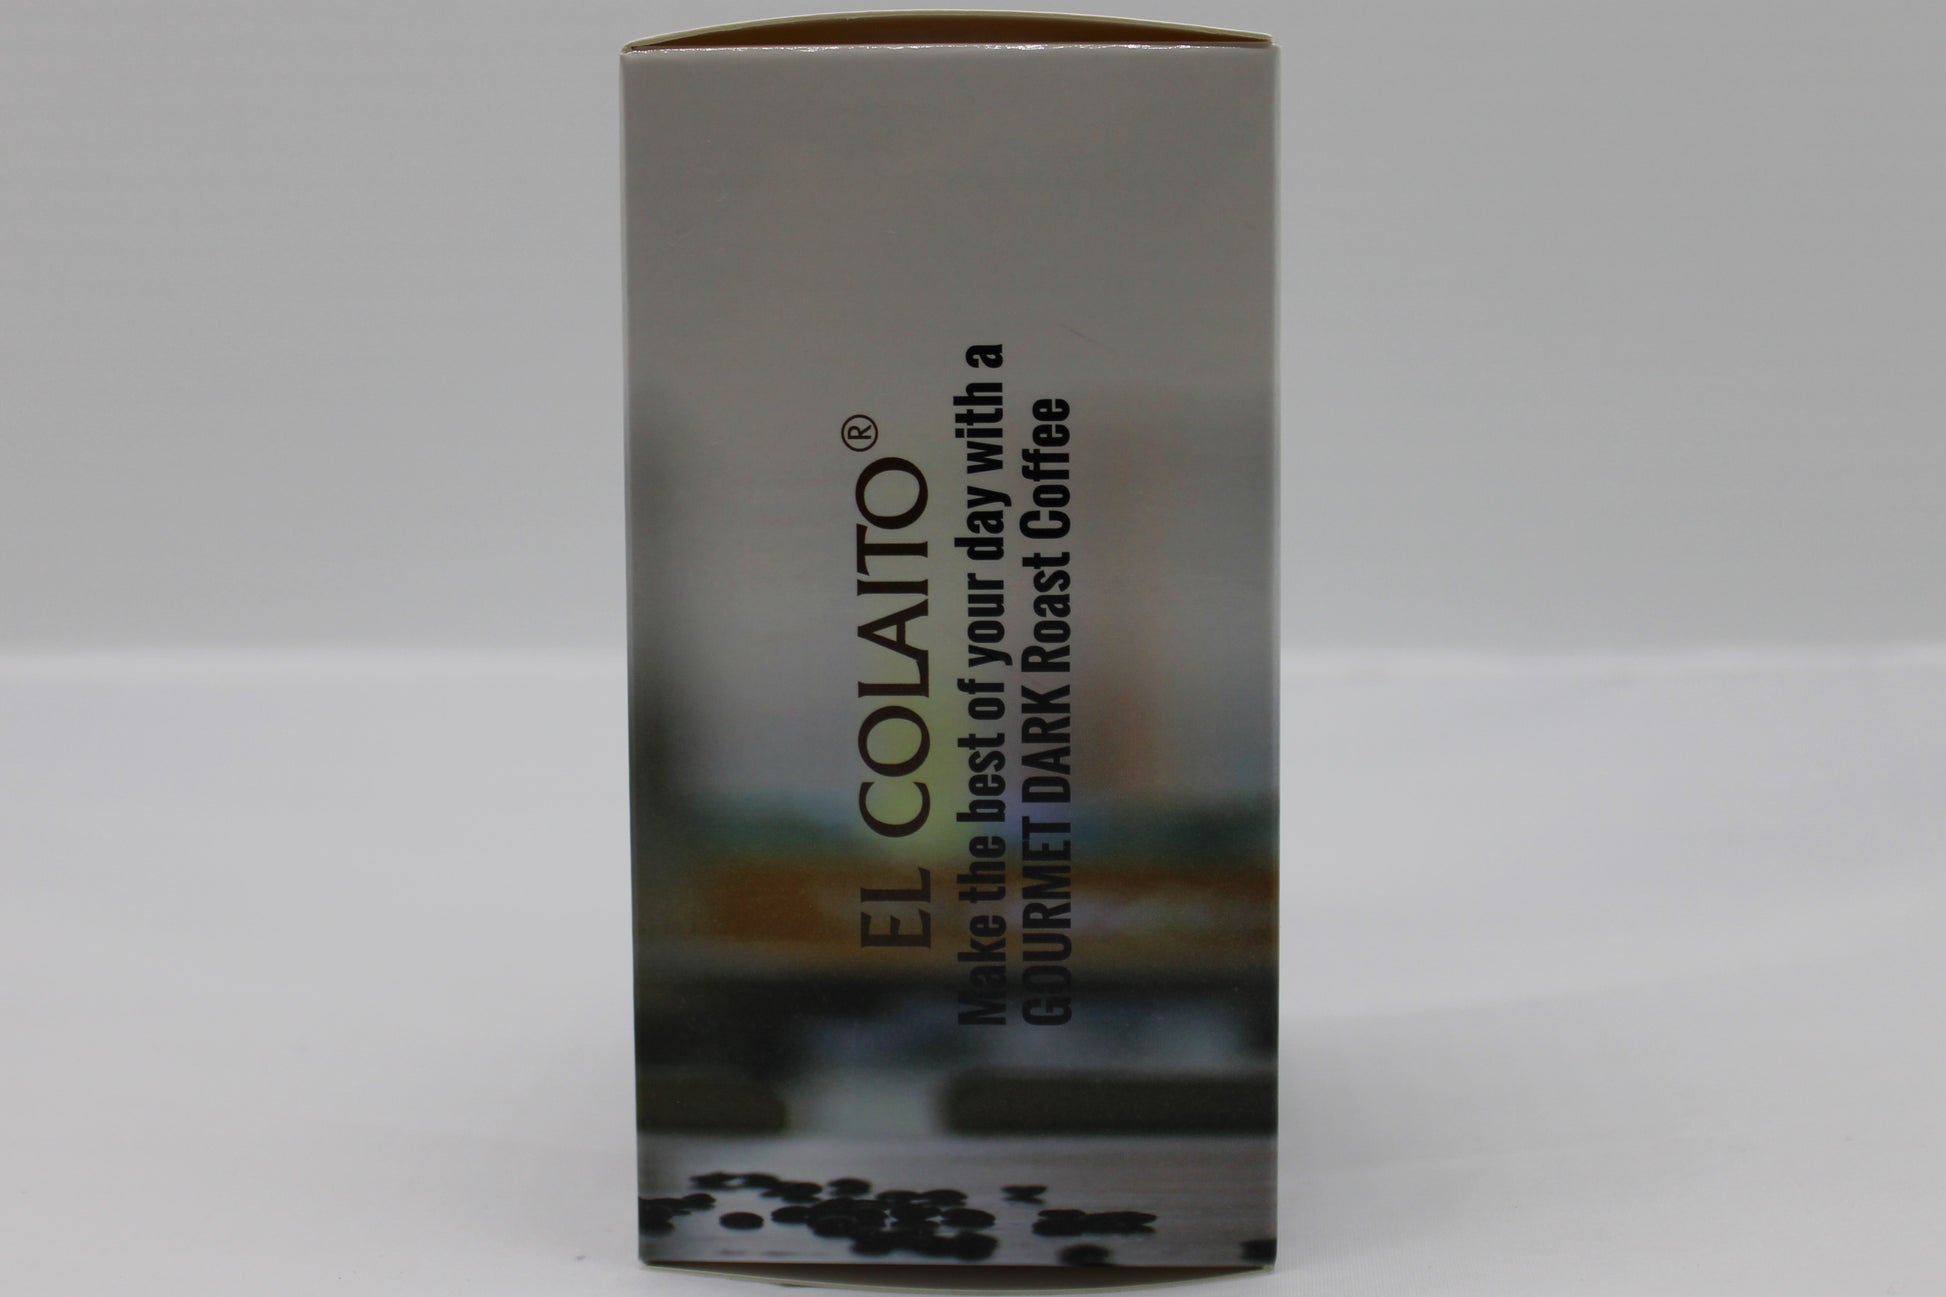 EL COLAITO®
Make the best of your day with a
GOURMET DARK Roast Coffee